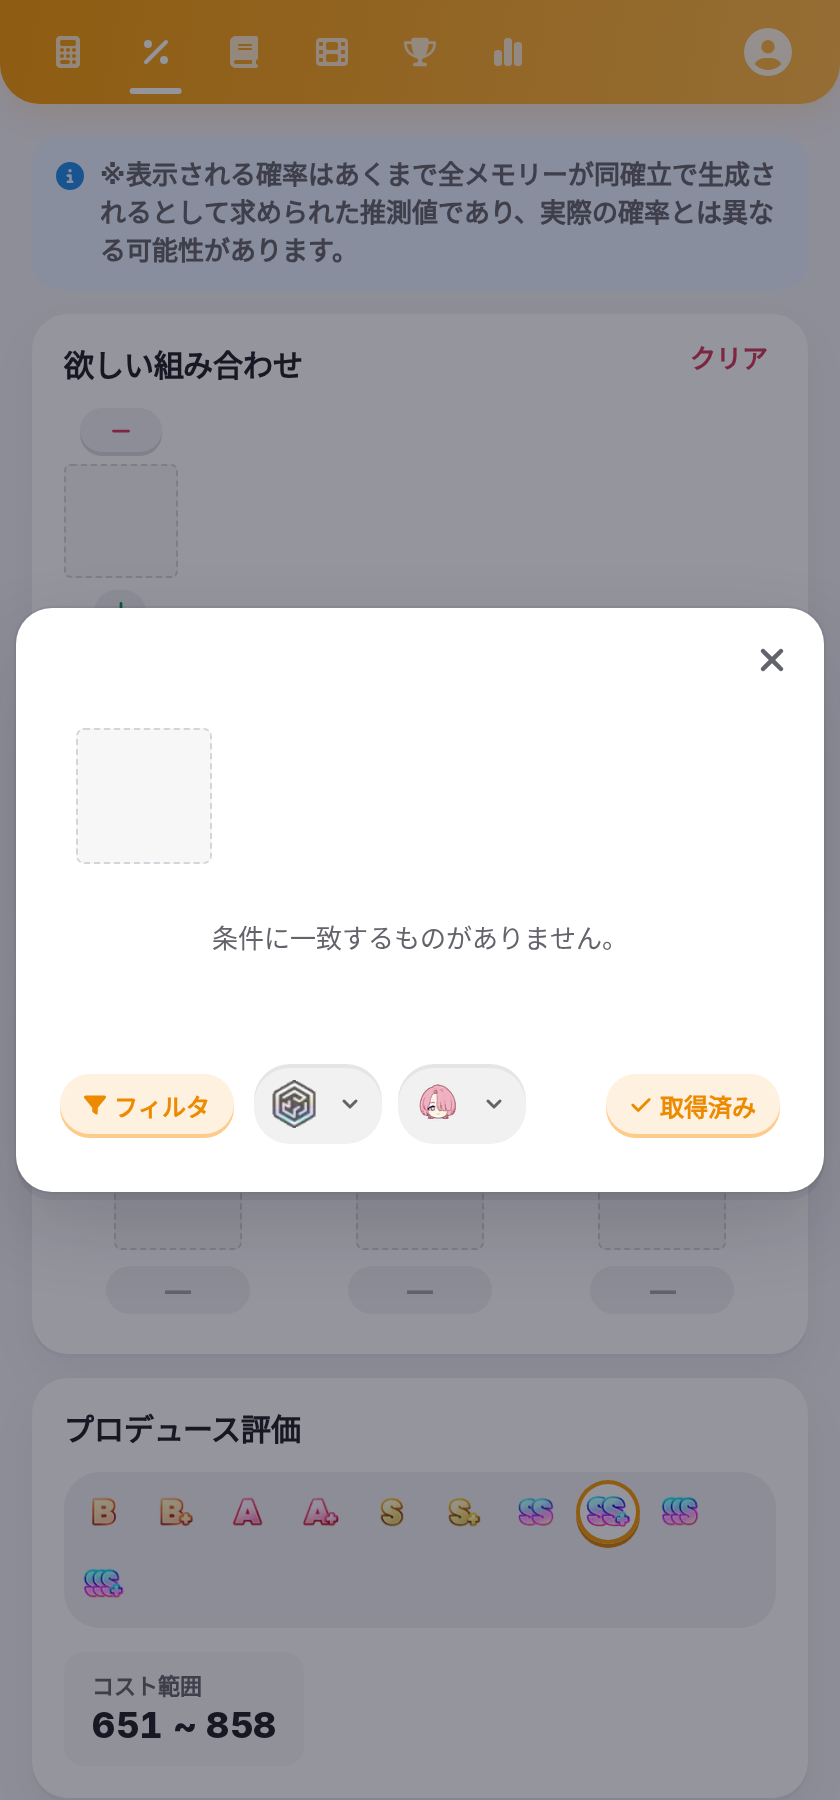 ※表示される確率はあくまで全メモリーが同確立で生成さ
れるとして求められた推測値であり、実際の確率とは異な
る可能性があります。
欲しい組み合わせ
クリア
条件に一致するものがありません。
フィルタ
取得済み
プロデュース評価
B B+ A A+ S S+ SS SS+ SSS
SSS+
コスト範囲
651 ~ 858